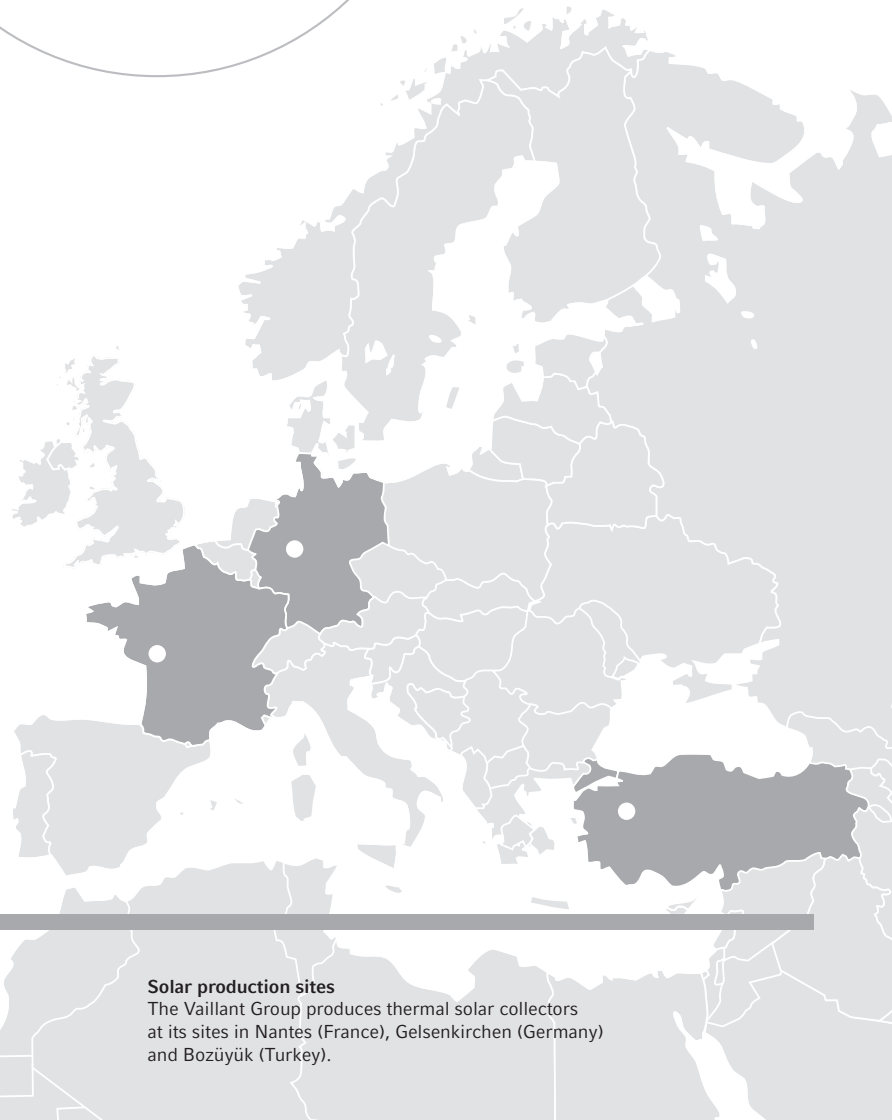 Solar production sites
The Vaillant Group produces thermal solar collectors
at its sites in Nantes (France), Gelsenkirchen (Germany)
and Bozüyük (Turkey).